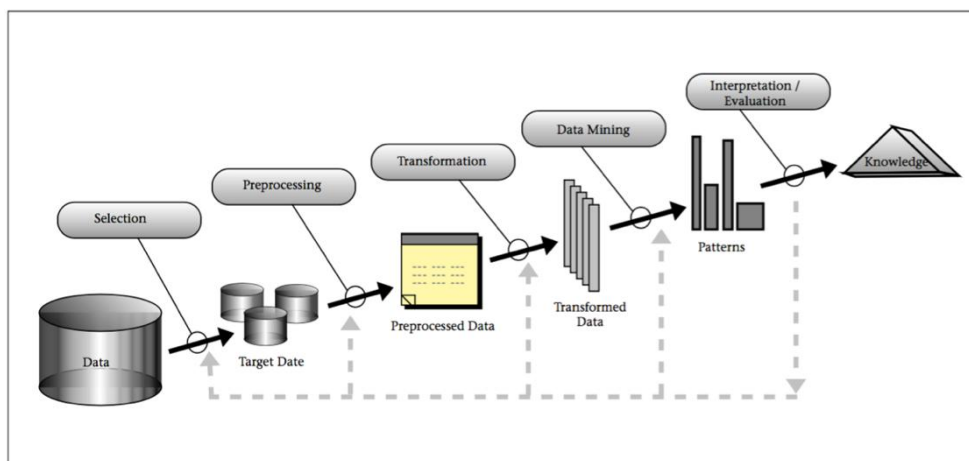 Interpretation /
Evaluation
Data Mining
Transformation
Preprocessing
Selection
Knowledge
Patterns
Transformed
Data
Preprocessed Data
Target Date
Data